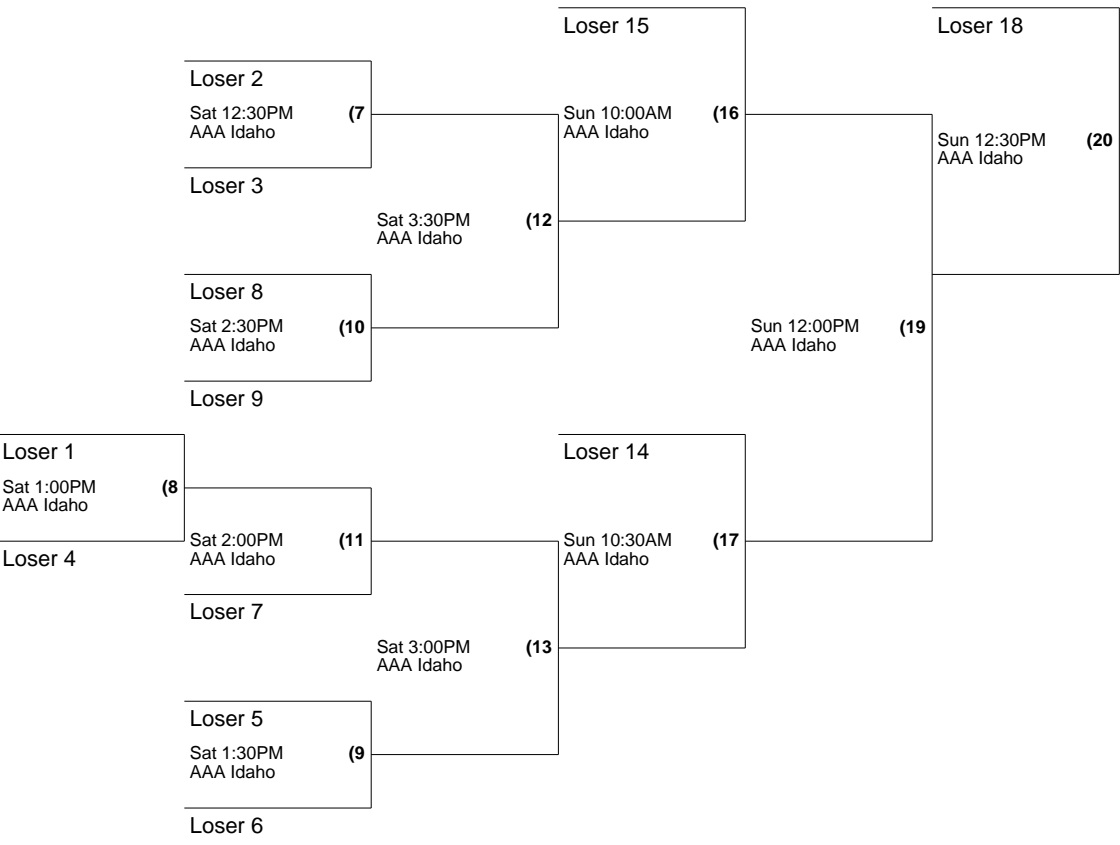 Loser 15
Loser 18
Loser 2
Sat 12:30PM (7
AAA Idaho
Sun 10:00AM (16
AAA Idaho
Sun 12:30PM (20
AAA Idaho
Loser 3
Sat 3:30PM (12
AAA Idaho
Loser 8
Sat 2:30PM (10
AAA Idaho
Sun 12:00PM (19
AAA Idaho
Loser 9
Loser 1
Loser 14
Sat 1:00PM (8
AAA Idaho
Sat 2:00PM (11
AAA Idaho
Sun 10:30AM (17
AAA Idaho
Loser 4
Loser 7
Sat 3:00PM (13
AAA Idaho
Loser 5
Sat 1:30PM (9
AAA Idaho
Loser 6